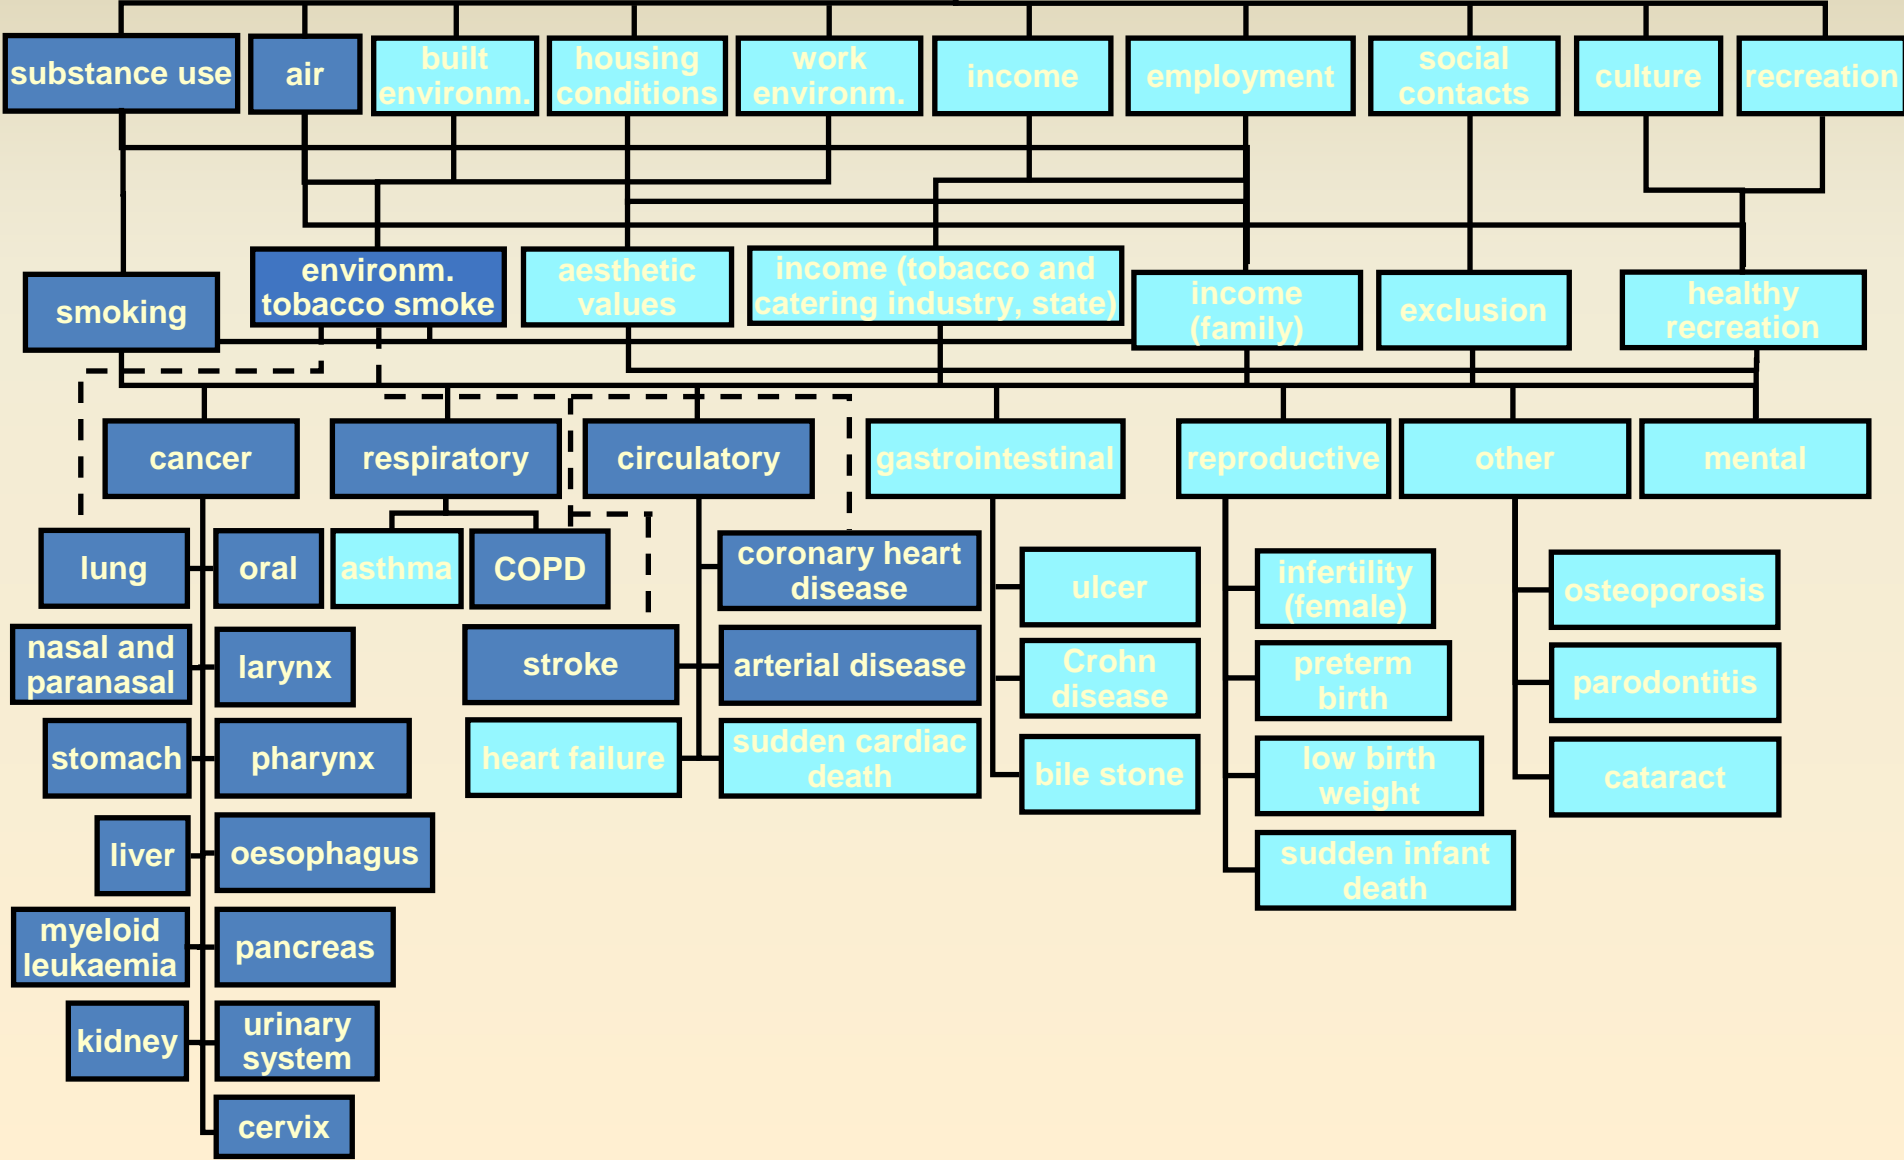 substance use
air
built
environm.
housing
conditions
work
environm.
income
employment
social
contacts
culture
recreation
smoking
environm.
tobacco smoke
aesthetic
values
income (tobacco and
catering industry, state)
income
(family)
exclusion
healthy
recreation
cancer
respiratory
circulatory
gastrointestinal
reproductive
other
mental
lung
oral
asthma
COPD
coronary heart
disease
ulcer
infertility
(female)
osteoporosis
nasal and
paranasal
larynx
stroke
arterial disease
Crohn
disease
preterm
birth
parodontitis
stomach
pharynx
heart failure
sudden cardiac
death
bile stone
low birth
weight
cataract
liver
oesophagus
sudden infant
death
myeloid
leukaemia
pancreas
kidney
urinary
system
cervix